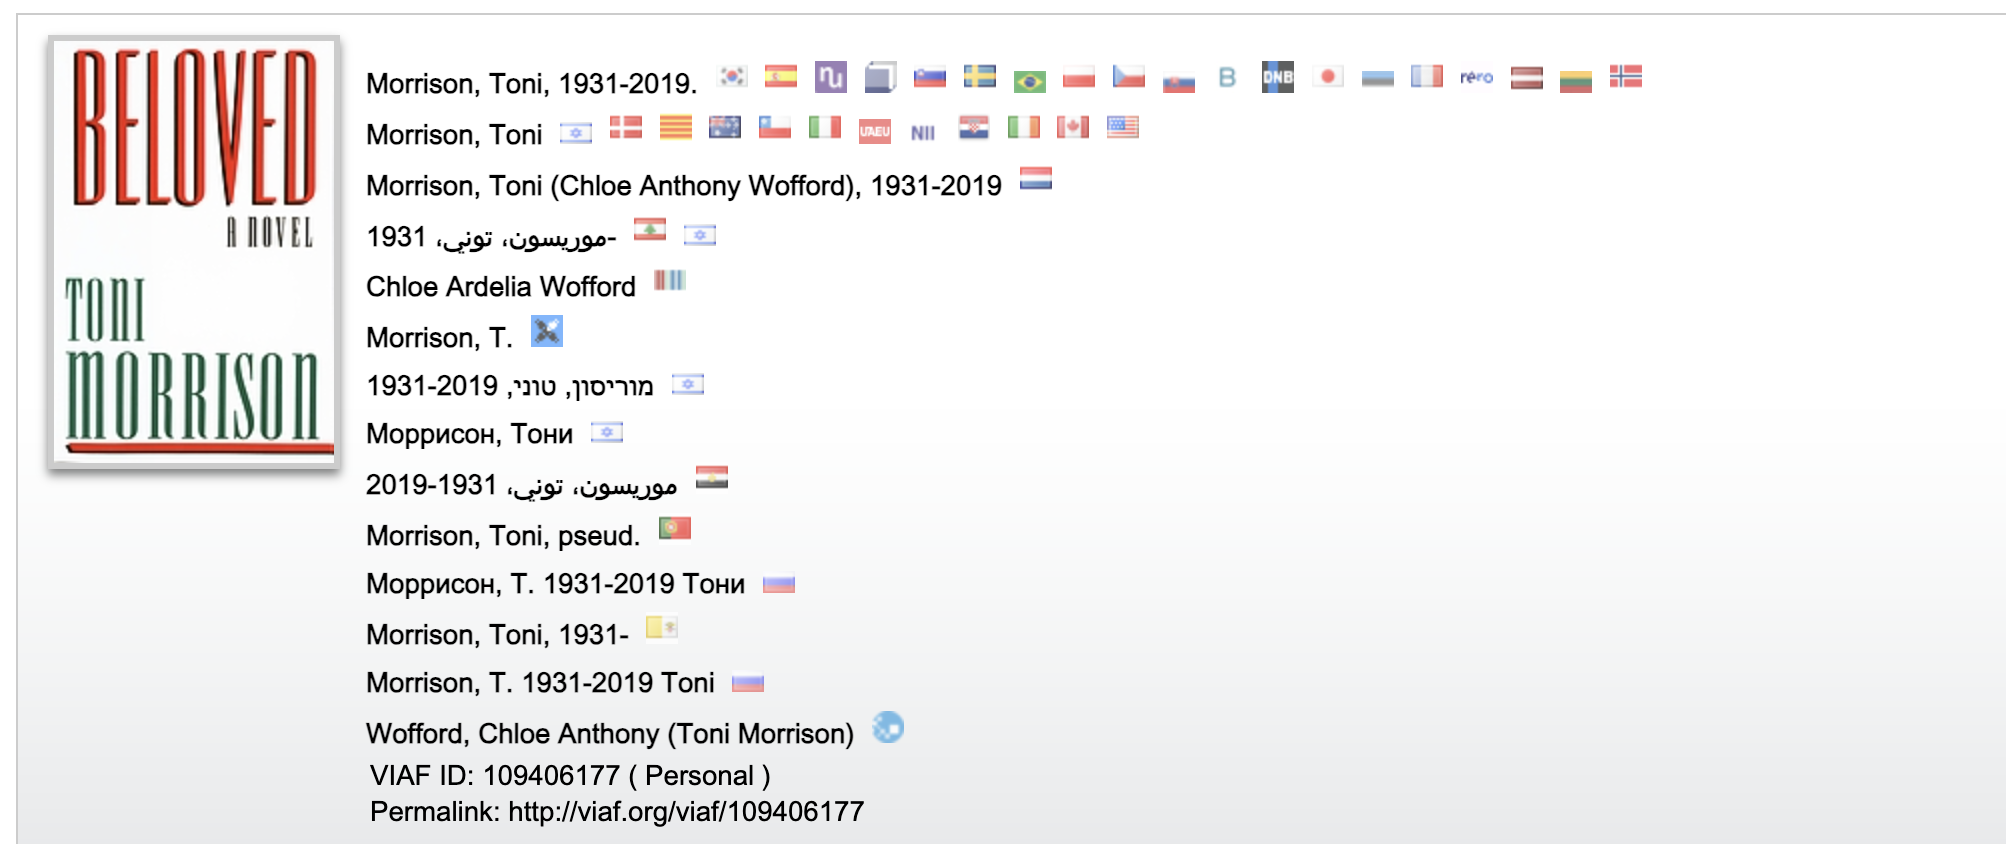 BELOVED
A NOVEL
TONI
MORRISON
Morrison, Toni, 1931-2019. nu B DNB réro
Morrison, Toni UAEU NII
Morrison, Toni (Chloe Anthony Wofford), 1931-2019
موريسون، توني، 1931-
Chloe Ardelia Wofford
Morrison, T.
מוריסון, טוני, 1931-2019
Моррисон, Тони
موريسون، توني، 1931-2019
Morrison, Toni, pseud.
Моррисон, Т. 1931-2019 Тони
Morrison, Toni, 1931-
Morrison, T. 1931-2019 Toni
Wofford, Chloe Anthony (Toni Morrison)
VIAF ID: 109406177 ( Personal )
Permalink: http://viaf.org/viaf/109406177